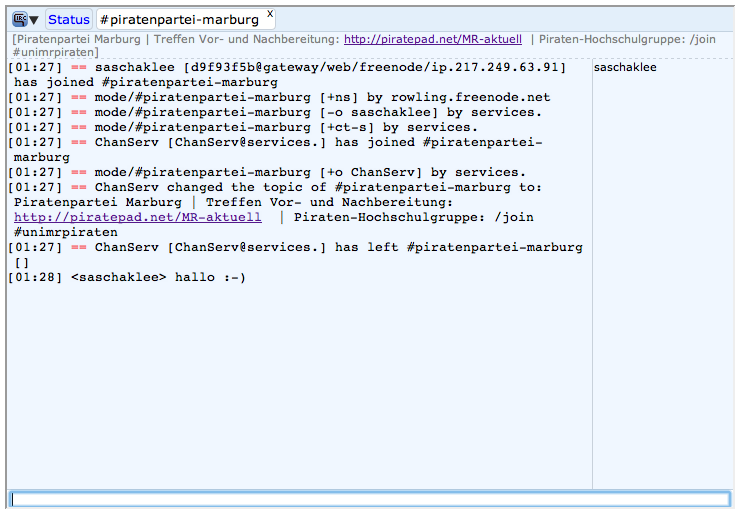 IRC Status #piratenpartei-marburg x
[Piratenpartei Marburg | Treffen Vor- und Nachbereitung: http://piratepad.net/MR-aktuell | Piraten-Hochschulgruppe: /join
#unimrpiraten]
[01:27] == saschaklee [d9f93f5b@gateway/web/freenode/ip.217.249.63.91]
has joined #piratenpartei-marburg
[01:27] == mode/#piratenpartei-marburg [+ns] by rowling.freenode.net
[01:27] == mode/#piratenpartei-marburg [-o saschaklee] by services.
[01:27] == mode/#piratenpartei-marburg [+ct-s] by services.
[01:27] == ChanServ [ChanServ@services.] has joined #piratenpartei-
marburg
[01:27] == mode/#piratenpartei-marburg [+o ChanServ] by services.
[01:27] == ChanServ changed the topic of #piratenpartei-marburg to:
Piratenpartei Marburg | Treffen Vor- und Nachbereitung:
http://piratepad.net/MR-aktuell | Piraten-Hochschulgruppe: /join
#unimrpiraten
[01:27] == ChanServ [ChanServ@services.] has left #piratenpartei-marburg
[]
[01:28] <saschaklee> hallo :-)
saschaklee